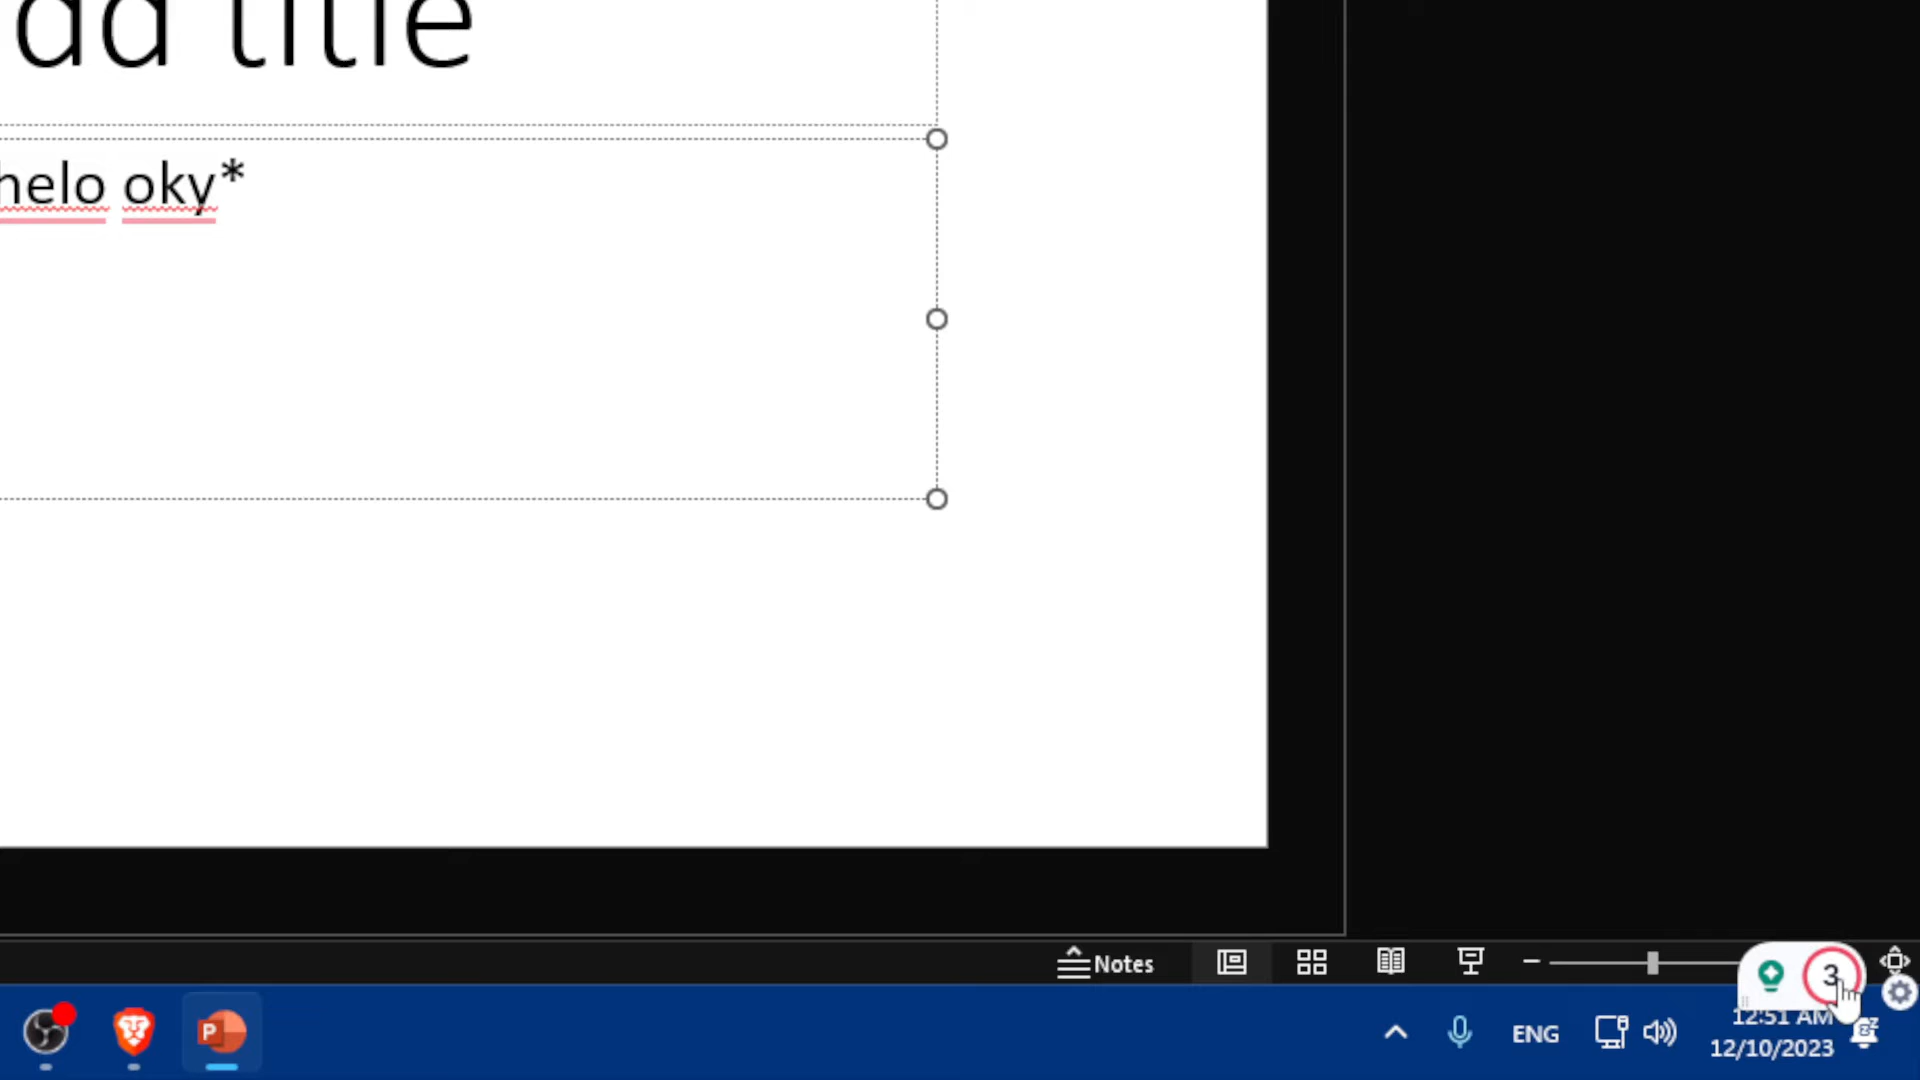 dd title
helo oky*
Notes
3
P
ENG
12:51 AM
12/10/2023